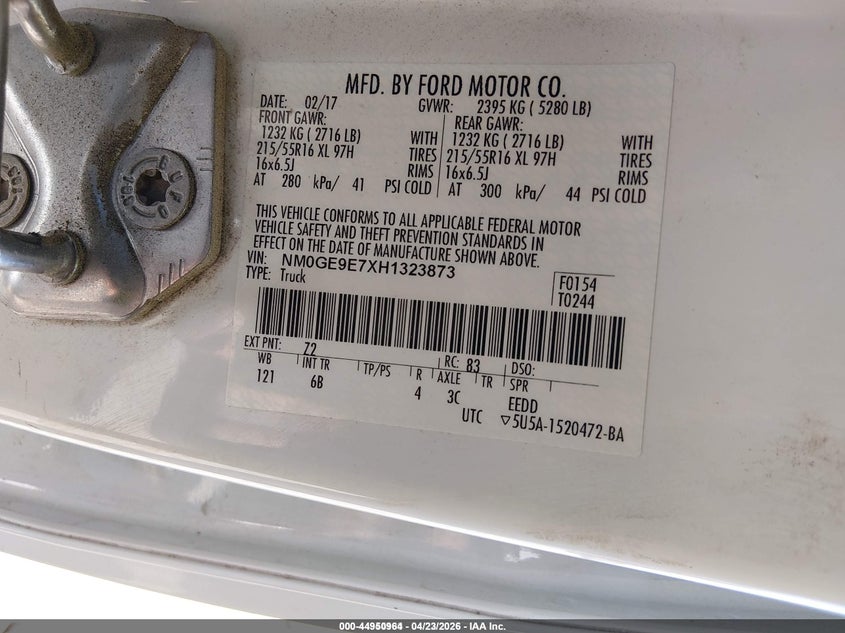 MFD. BY FORD MOTOR CO.
DATE: 02/17 GVWR: 2395 KG ( 5280 LB)
FRONT GAWR: REAR GAWR:
1232 KG ( 2716 LB) WITH 1232 KG ( 2716 LB) WITH
215/55R16 XL 97H TIRES 215/55R16 XL 97H TIRES
16x6.5J RIMS 16x6.5J RIMS
AT 280 kPa/ 41 PSI COLD AT 300 kPa/ 44 PSI COLD
THIS VEHICLE CONFORMS TO ALL APPLICABLE FEDERAL MOTOR
VEHICLE SAFETY AND THEFT PREVENTION STANDARDS IN
EFFECT ON THE DATE OF MANUFACTURE SHOWN ABOVE.
VIN: NM0GE9E7XH1323873
TYPE: Truck
F0154
T0244
EXT PNT: Z2 RC: 83 DSO:
WB INT TR TP/PS R AXLE TR SPR
121 6B 4 3C EEDD
UTC ▽5U5A-1520472-BA
000-44950964 - 04/23/2026 - IAA Inc.